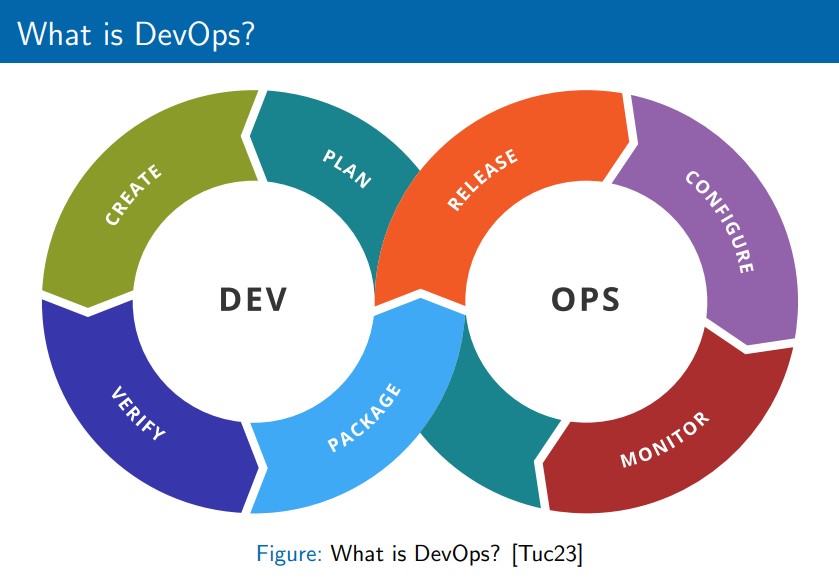 What is DevOps?
CREATE
PLAN
RELEASE
CONFIGURE
DEV
OPS
VERIFY
PACKAGE
MONITOR
Figure: What is DevOps? [Tuc23]